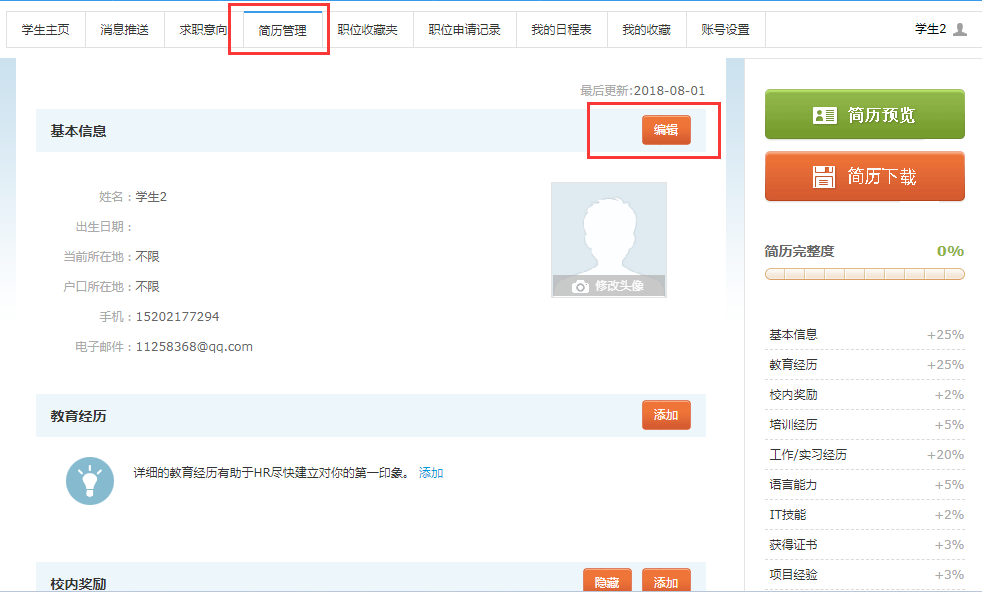 学生主页 消息推送 求职意向 简历管理 职位收藏夹 职位申请记录 我的日程表 我的收藏 账号设置 学生2
最后更新:2018-08-01
基本信息 编辑
姓名：学生2
出生日期：
当前所在地：不限
户口所在地：不限
手机：15202177294
电子邮件：11258368@qq.com
修改头像
教育经历 添加
详细的教育经历有助于HR尽快建立对你的第一印象。 添加
校内奖励 隐藏 添加
简历预览
简历下载
简历完整度 0%
基本信息 +25%
教育经历 +25%
校内奖励 +2%
培训经历 +5%
工作/实习经历 +20%
语言能力 +5%
IT技能 +2%
获得证书 +3%
项目经验 +3%